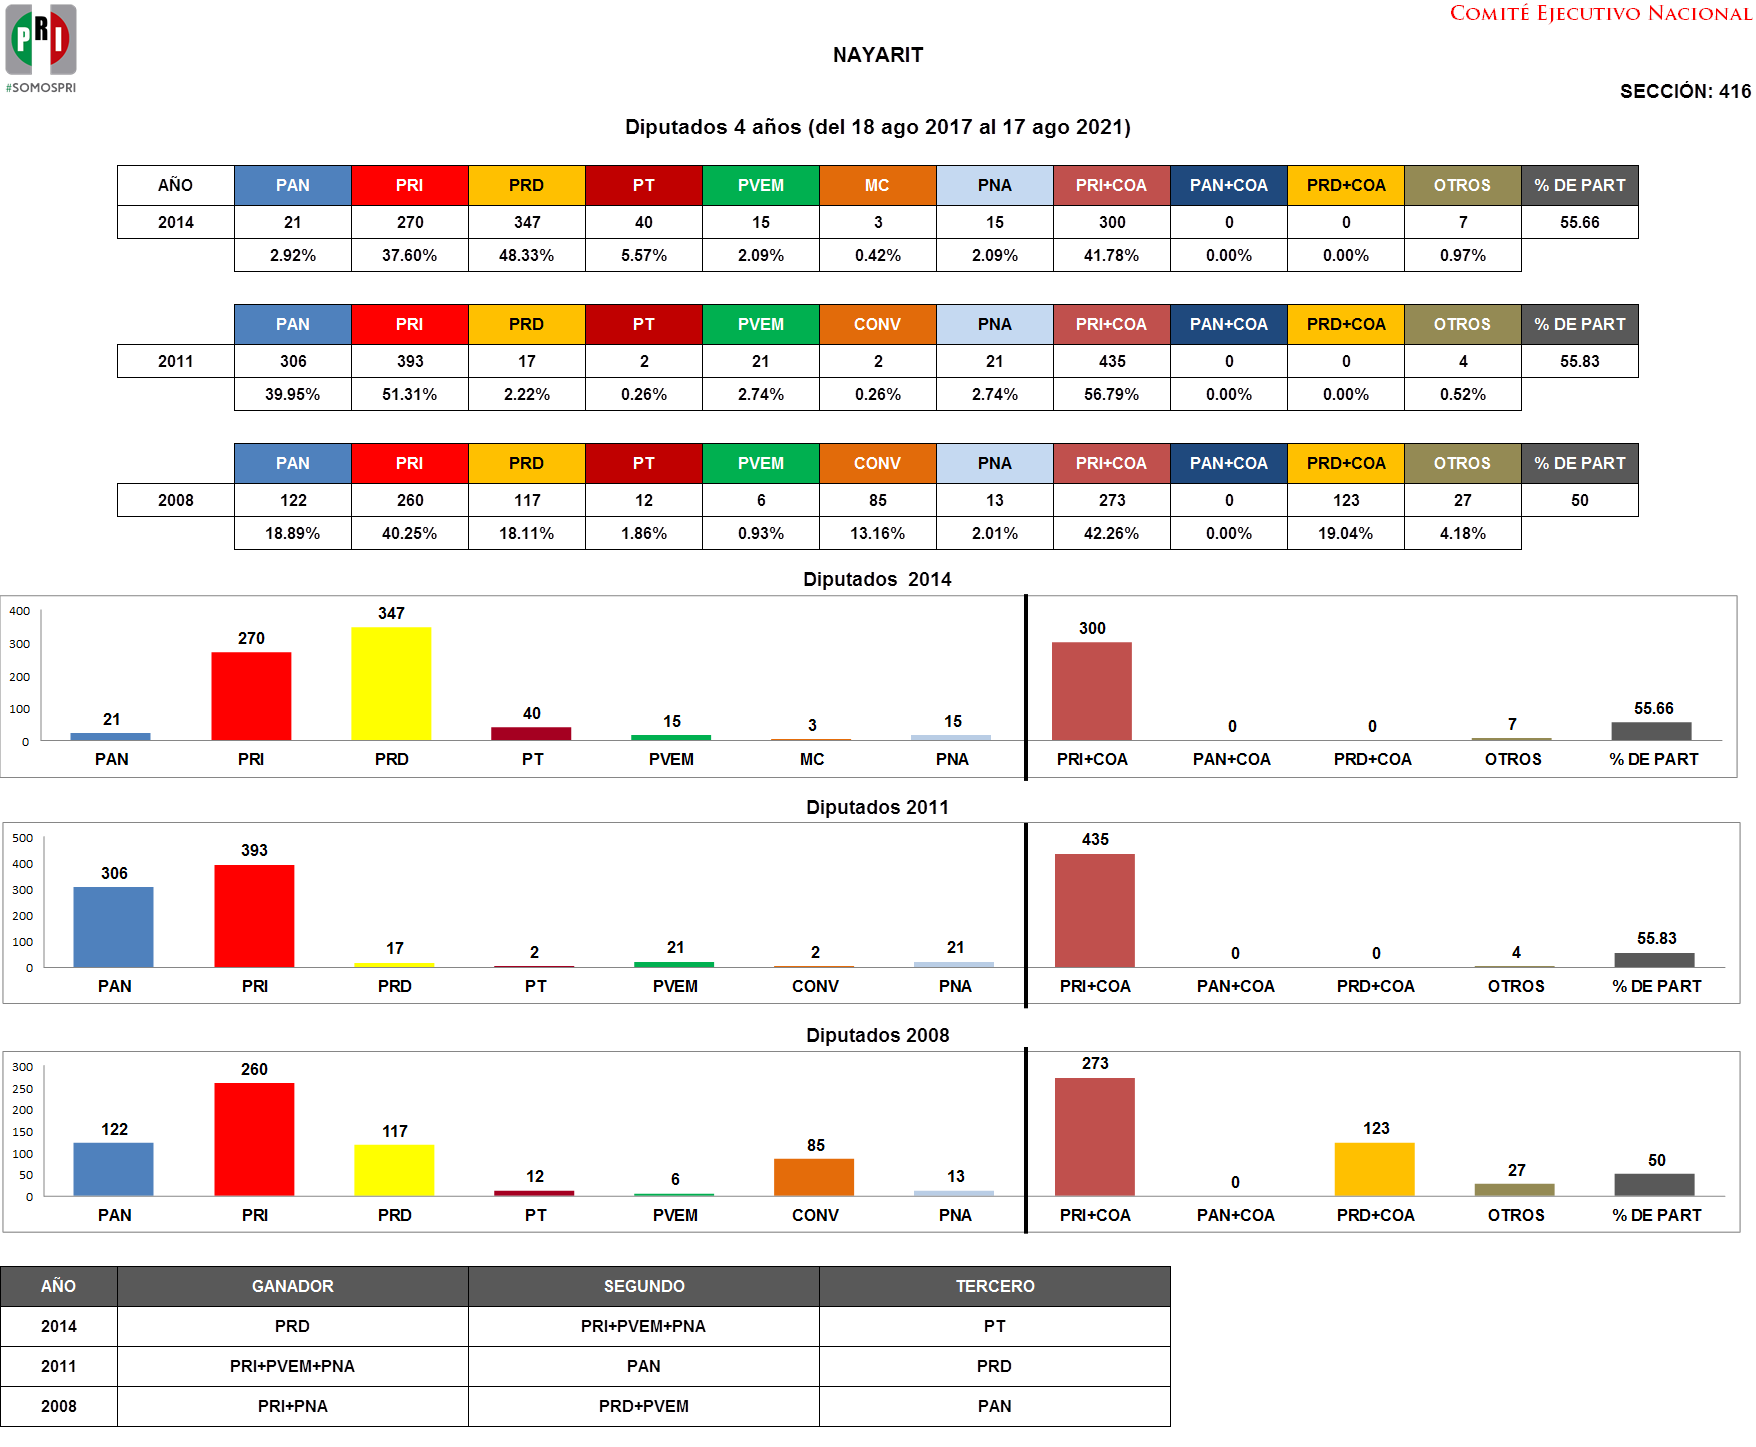 PRI
#SOMOSPRI
COMITÉ EJECUTIVO NACIONAL
NAYARIT
SECCIÓN: 416
Diputados 4 años (del 18 ago 2017 al 17 ago 2021)
AÑO PAN PRI PRD PT PVEM MC PNA PRI+COA PAN+COA PRD+COA OTROS % DE PART
2014 21 270 347 40 15 3 15 300 0 0 7 55.66
2.92% 37.60% 48.33% 5.57% 2.09% 0.42% 2.09% 41.78% 0.00% 0.00% 0.97%
PAN PRI PRD PT PVEM CONV PNA PRI+COA PAN+COA PRD+COA OTROS % DE PART
2011 306 393 17 2 21 2 21 435 0 0 4 55.83
39.95% 51.31% 2.22% 0.26% 2.74% 0.26% 2.74% 56.79% 0.00% 0.00% 0.52%
PAN PRI PRD PT PVEM CONV PNA PRI+COA PAN+COA PRD+COA OTROS % DE PART
2008 122 260 117 12 6 85 13 273 0 123 27 50
18.89% 40.25% 18.11% 1.86% 0.93% 13.16% 2.01% 42.26% 0.00% 19.04% 4.18%
Diputados 2014
400
300
200
100
0
21 270 347 40 15 3 15 300 0 0 7 55.66
PAN PRI PRD PT PVEM MC PNA PRI+COA PAN+COA PRD+COA OTROS % DE PART
Diputados 2011
500
400
300
200
100
0
306 393 17 2 21 2 21 435 0 0 4 55.83
PAN PRI PRD PT PVEM CONV PNA PRI+COA PAN+COA PRD+COA OTROS % DE PART
Diputados 2008
300
250
200
150
100
50
0
122 260 117 12 6 85 13 273 0 123 27 50
PAN PRI PRD PT PVEM CONV PNA PRI+COA PAN+COA PRD+COA OTROS % DE PART
AÑO GANADOR SEGUNDO TERCERO
2014 PRD PRI+PVEM+PNA PT
2011 PRI+PVEM+PNA PAN PRD
2008 PRI+PNA PRD+PVEM PAN